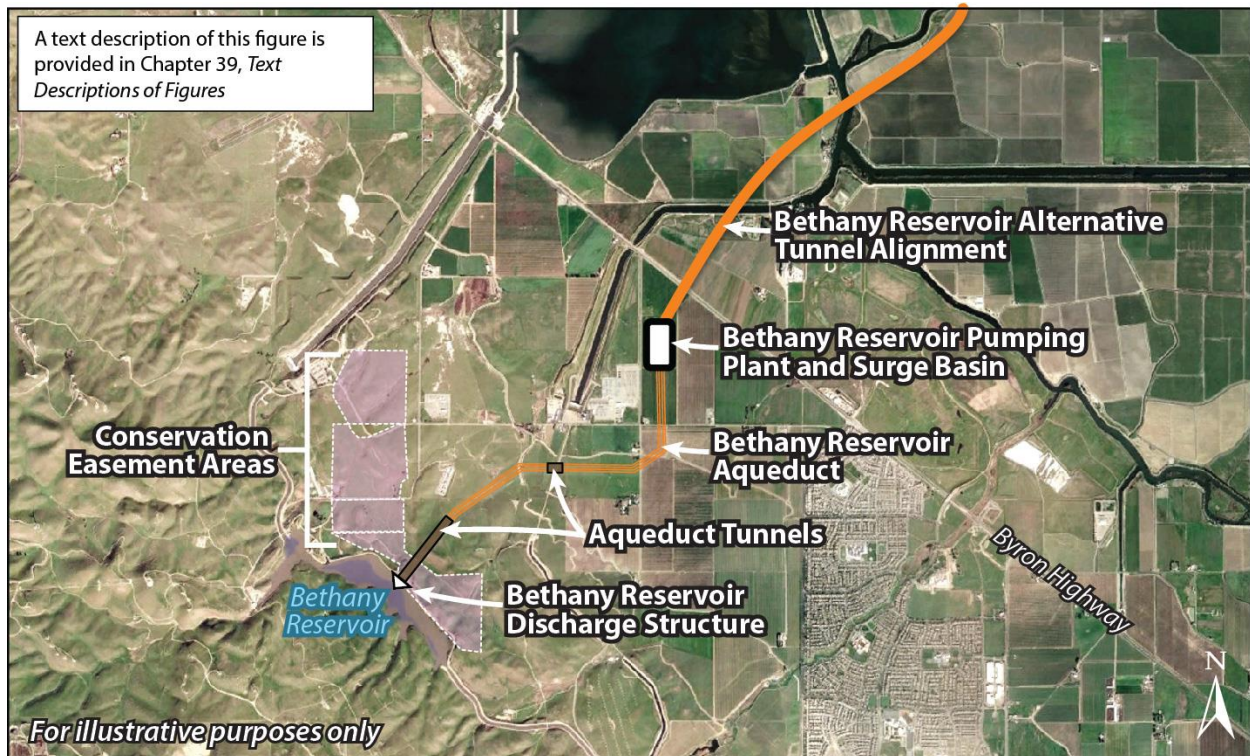 A text description of this figure is
provided in Chapter 39, Text
Descriptions of Figures
Bethany Reservoir Alternative
Tunnel Alignment
Bethany Reservoir Pumping
Plant and Surge Basin
Conservation
Easement Areas
Bethany Reservoir
Aqueduct
Aqueduct Tunnels
Byron Highway
Bethany
Reservoir
Bethany Reservoir
Discharge Structure
N
For illustrative purposes only